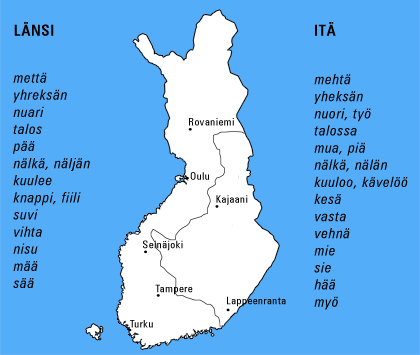 LÄNSI
mettä
yhreksän
nuari
talos
pää
nälkä, näljän
kuulee
knappi, fiili
suvi
vihta
nisu
mää
sää
Rovaniemi
Oulu
Kajaani
Seinäjoki
Tampere
Lappeenranta
Turku
ITÄ
mehtä
yheksän
nuori, työ
talossa
mua, piä
nälkä, nälän
kuuloo, kävelöö
kesä
vasta
vehnä
mie
sie
hää
myö